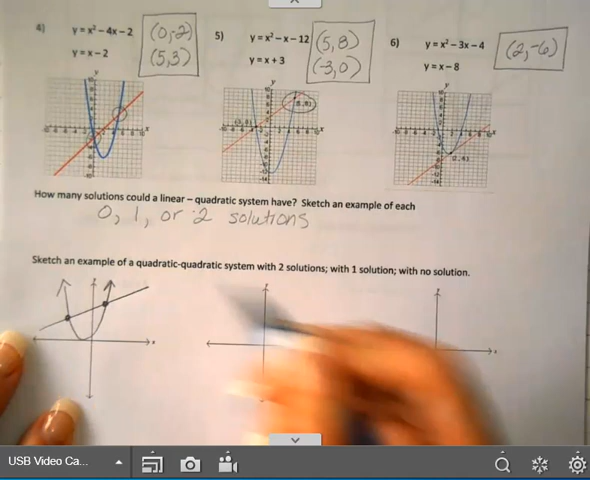 4) y = x² – 4x – 2 (0,-2)
y = x – 2 (5,3)
5) y = x² – x – 12 (5,8)
y = x + 3 (-3,0)
6) y = x² – 3x – 4 (2,-6)
y = x – 8
How many solutions could a linear – quadratic system have? Sketch an example of each
0, 1, or 2 solutions
Sketch an example of a quadratic-quadratic system with 2 solutions; with 1 solution; with no solution.
USB Video Ca...